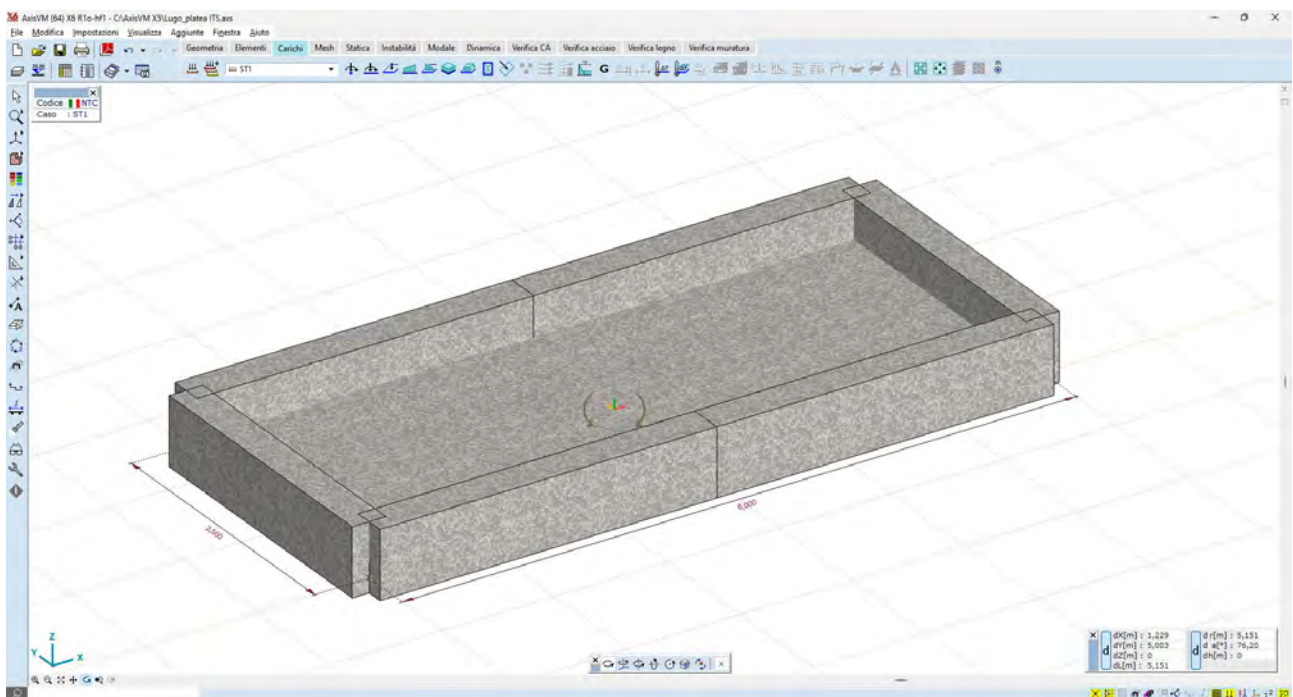 AxisVM (64) X6 R1o-hf1 - C:\AxisVM X5\Lugo_platea ITS.axs
File Modifica Impostazioni Visualizza Aggiunte Finestra Aiuto
Geometria Elementi Carichi Mesh Statica Instabilità Modale Dinamica Verifica CA Verifica acciaio Verifica legno Verifica muratura
ST1
G
Codice NTC
Caso : ST1
2,500
6,000
Z
Y X
dX[m] : 1,229
dY[m] : 5,003
dZ[m] : 0
dL[m] : 5,151
d r[m] : 5,151
d a[°] : 76,20
dh[m] : 0
d
d